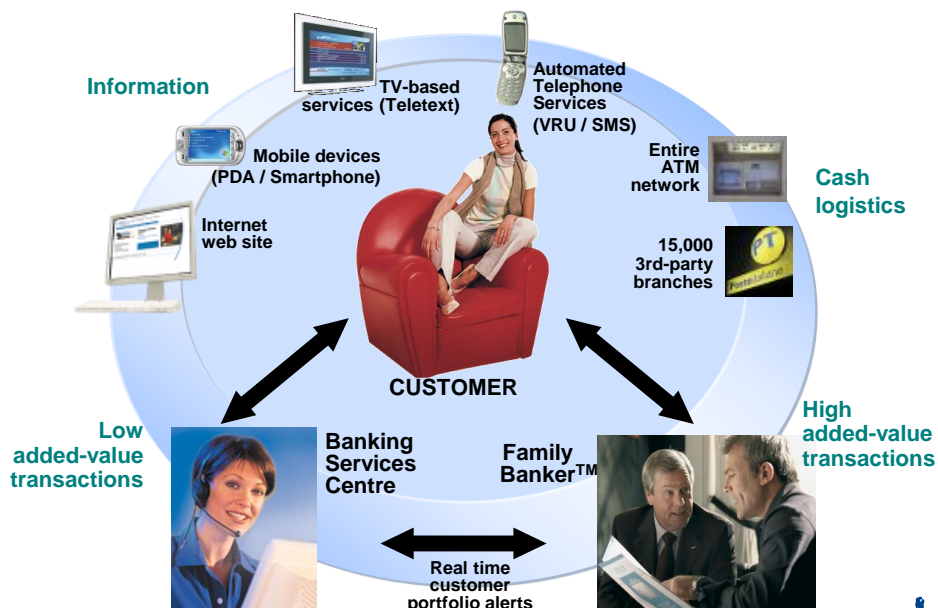 Information
TV-based
services (Teletext)
Automated
Telephone
Services
(VRU / SMS)
Mobile devices
(PDA / Smartphone)
Entire
ATM
network
Cash
logistics
Internet
web site
15,000
3rd-party
branches
PT
Posteitaliane
CUSTOMER
Low
added-value
transactions
Banking
Services
Centre
Family
Banker™
High
added-value
transactions
Real time
customer
portfolio alerts